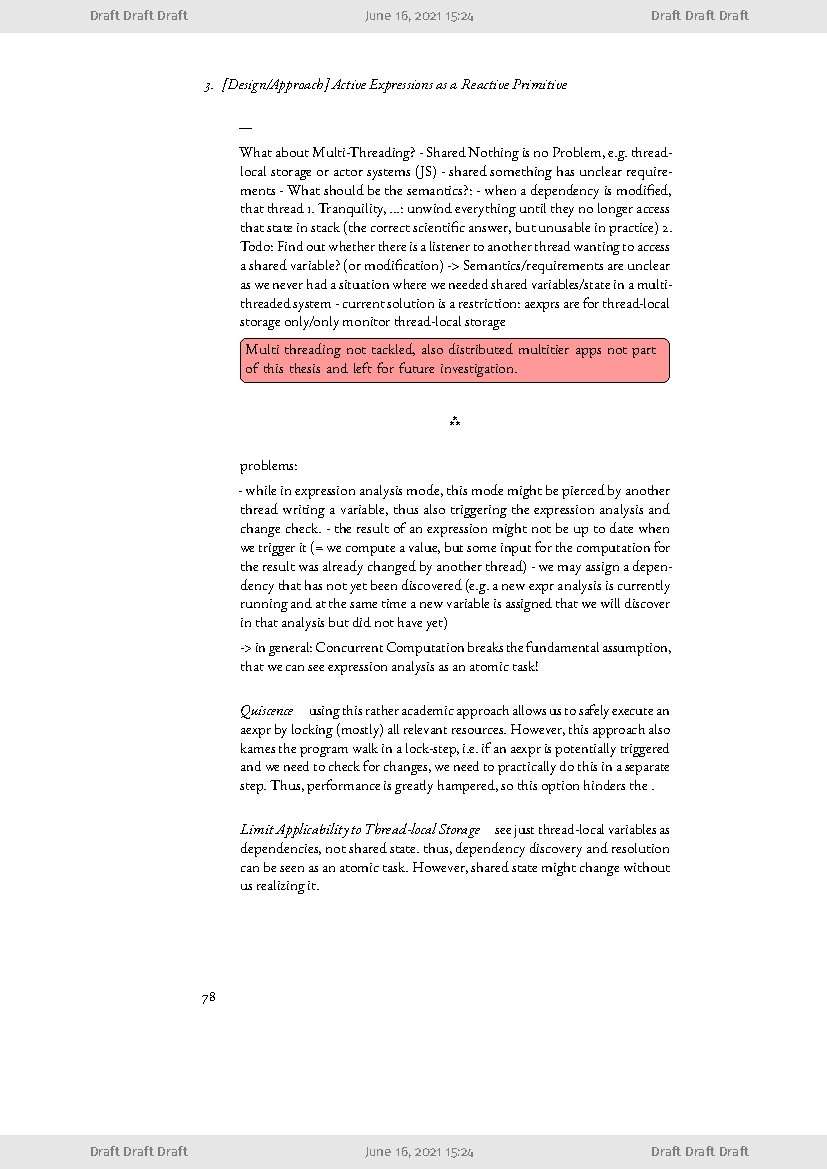 Draft Draft Draft June 16, 2021 15:24 Draft Draft Draft
3. [Design/Approach] Active Expressions as a Reactive Primitive
—
What about Multi-Threading? - Shared Nothing is no Problem, e.g. thread-
local storage or actor systems (JS) - shared something has unclear require-
ments - What should be the semantics?: - when a dependency is modified,
that thread 1. Tranquility, ...: unwind everything until they no longer access
that state in stack (the correct scientific answer, but unusable in practice) 2.
Todo: Find out whether there is a listener to another thread wanting to access
a shared variable? (or modification) -> Semantics/requirements are unclear
as we never had a situation where we needed shared variables/state in a multi-
threaded system - current solution is a restriction: aexprs are for thread-local
storage only/only monitor thread-local storage
Multi threading not tackled, also distributed multitier apps not part
of this thesis and left for future investigation.
⁂
problems:
- while in expression analysis mode, this mode might be pierced by another
thread writing a variable, thus also triggering the expression analysis and
change check. - the result of an expression might not be up to date when
we trigger it (= we compute a value, but some input for the computation for
the result was already changed by another thread) - we may assign a depen-
dency that has not yet been discovered (e.g. a new expr analysis is currently
running and at the same time a new variable is assigned that we will discover
in that analysis but did not have yet)
-> in general: Concurrent Computation breaks the fundamental assumption,
that we can see expression analysis as an atomic task!
Quiscence using this rather academic approach allows us to safely execute an
aexpr by locking (mostly) all relevant resources. However, this approach also
kames the program walk in a lock-step, i.e. if an aexpr is potentially triggered
and we need to check for changes, we need to practically do this in a separate
step. Thus, performance is greatly hampered, so this option hinders the .
Limit Applicability to Thread-local Storage see just thread-local variables as
dependencies, not shared state. thus, dependency discovery and resolution
can be seen as an atomic task. However, shared state might change without
us realizing it.
78
Draft Draft Draft June 16, 2021 15:24 Draft Draft Draft